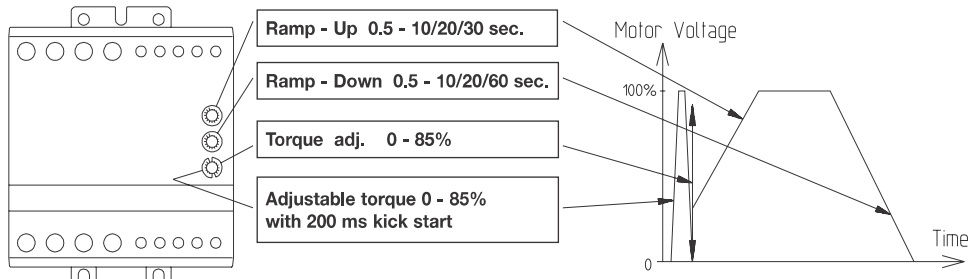 Ramp - Up 0.5 - 10/20/30 sec.
Ramp - Down 0.5 - 10/20/60 sec.
Torque adj. 0 - 85%
Adjustable torque 0 - 85%
with 200 ms kick start
Motor Voltage
100%
0
Time